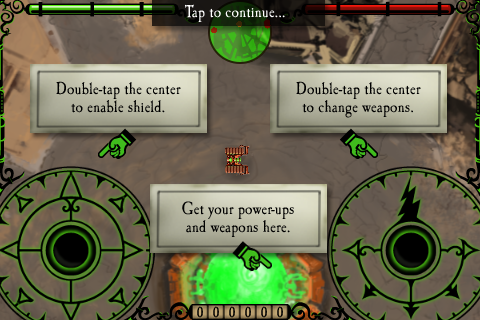 Tap to continue...
Double-tap the center
to enable shield.
Double-tap the center
to change weapons.
Get your power-ups
and weapons here.
000000